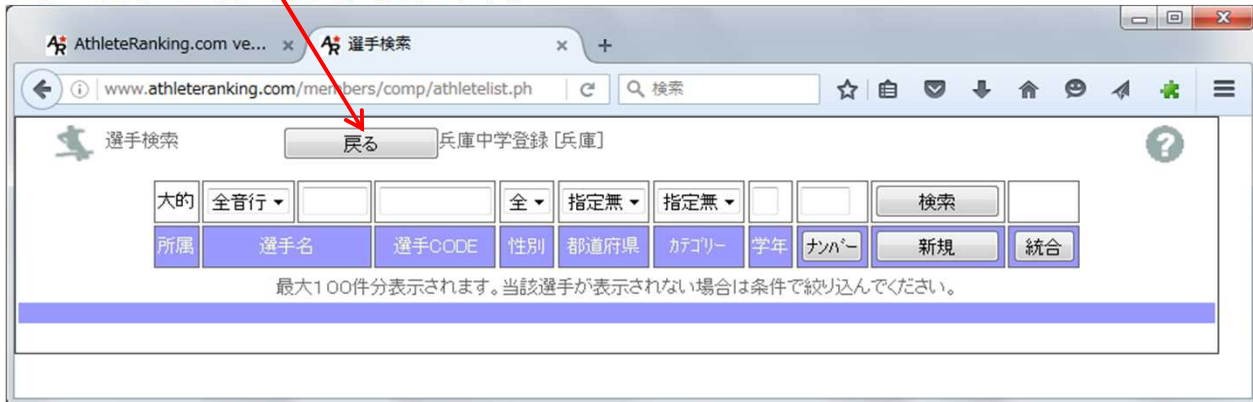 AthleteRanking.com ve... × 選手検索 × +
www.athleteranking.com/members/comp/athletelist.ph 検索
選手検索 戻る 兵庫中学登録 [兵庫] ?
大的 全音行 全 指定無 指定無 検索
所属 選手名 選手CODE 性別 都道府県 ｶﾃｺﾞﾘｰ 学年 ﾅﾝﾊﾞｰ 新規 統合
最大100件分表示されます。当該選手が表示されない場合は条件で絞り込んでください。